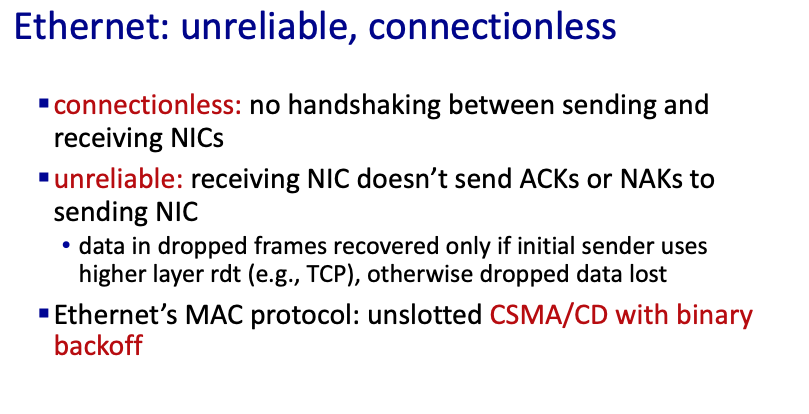 Ethernet: unreliable, connectionless
▪ connectionless: no handshaking between sending and
receiving NICs
▪ unreliable: receiving NIC doesn’t send ACKs or NAKs to
sending NIC
• data in dropped frames recovered only if initial sender uses
higher layer rdt (e.g., TCP), otherwise dropped data lost
▪ Ethernet’s MAC protocol: unslotted CSMA/CD with binary
backoff